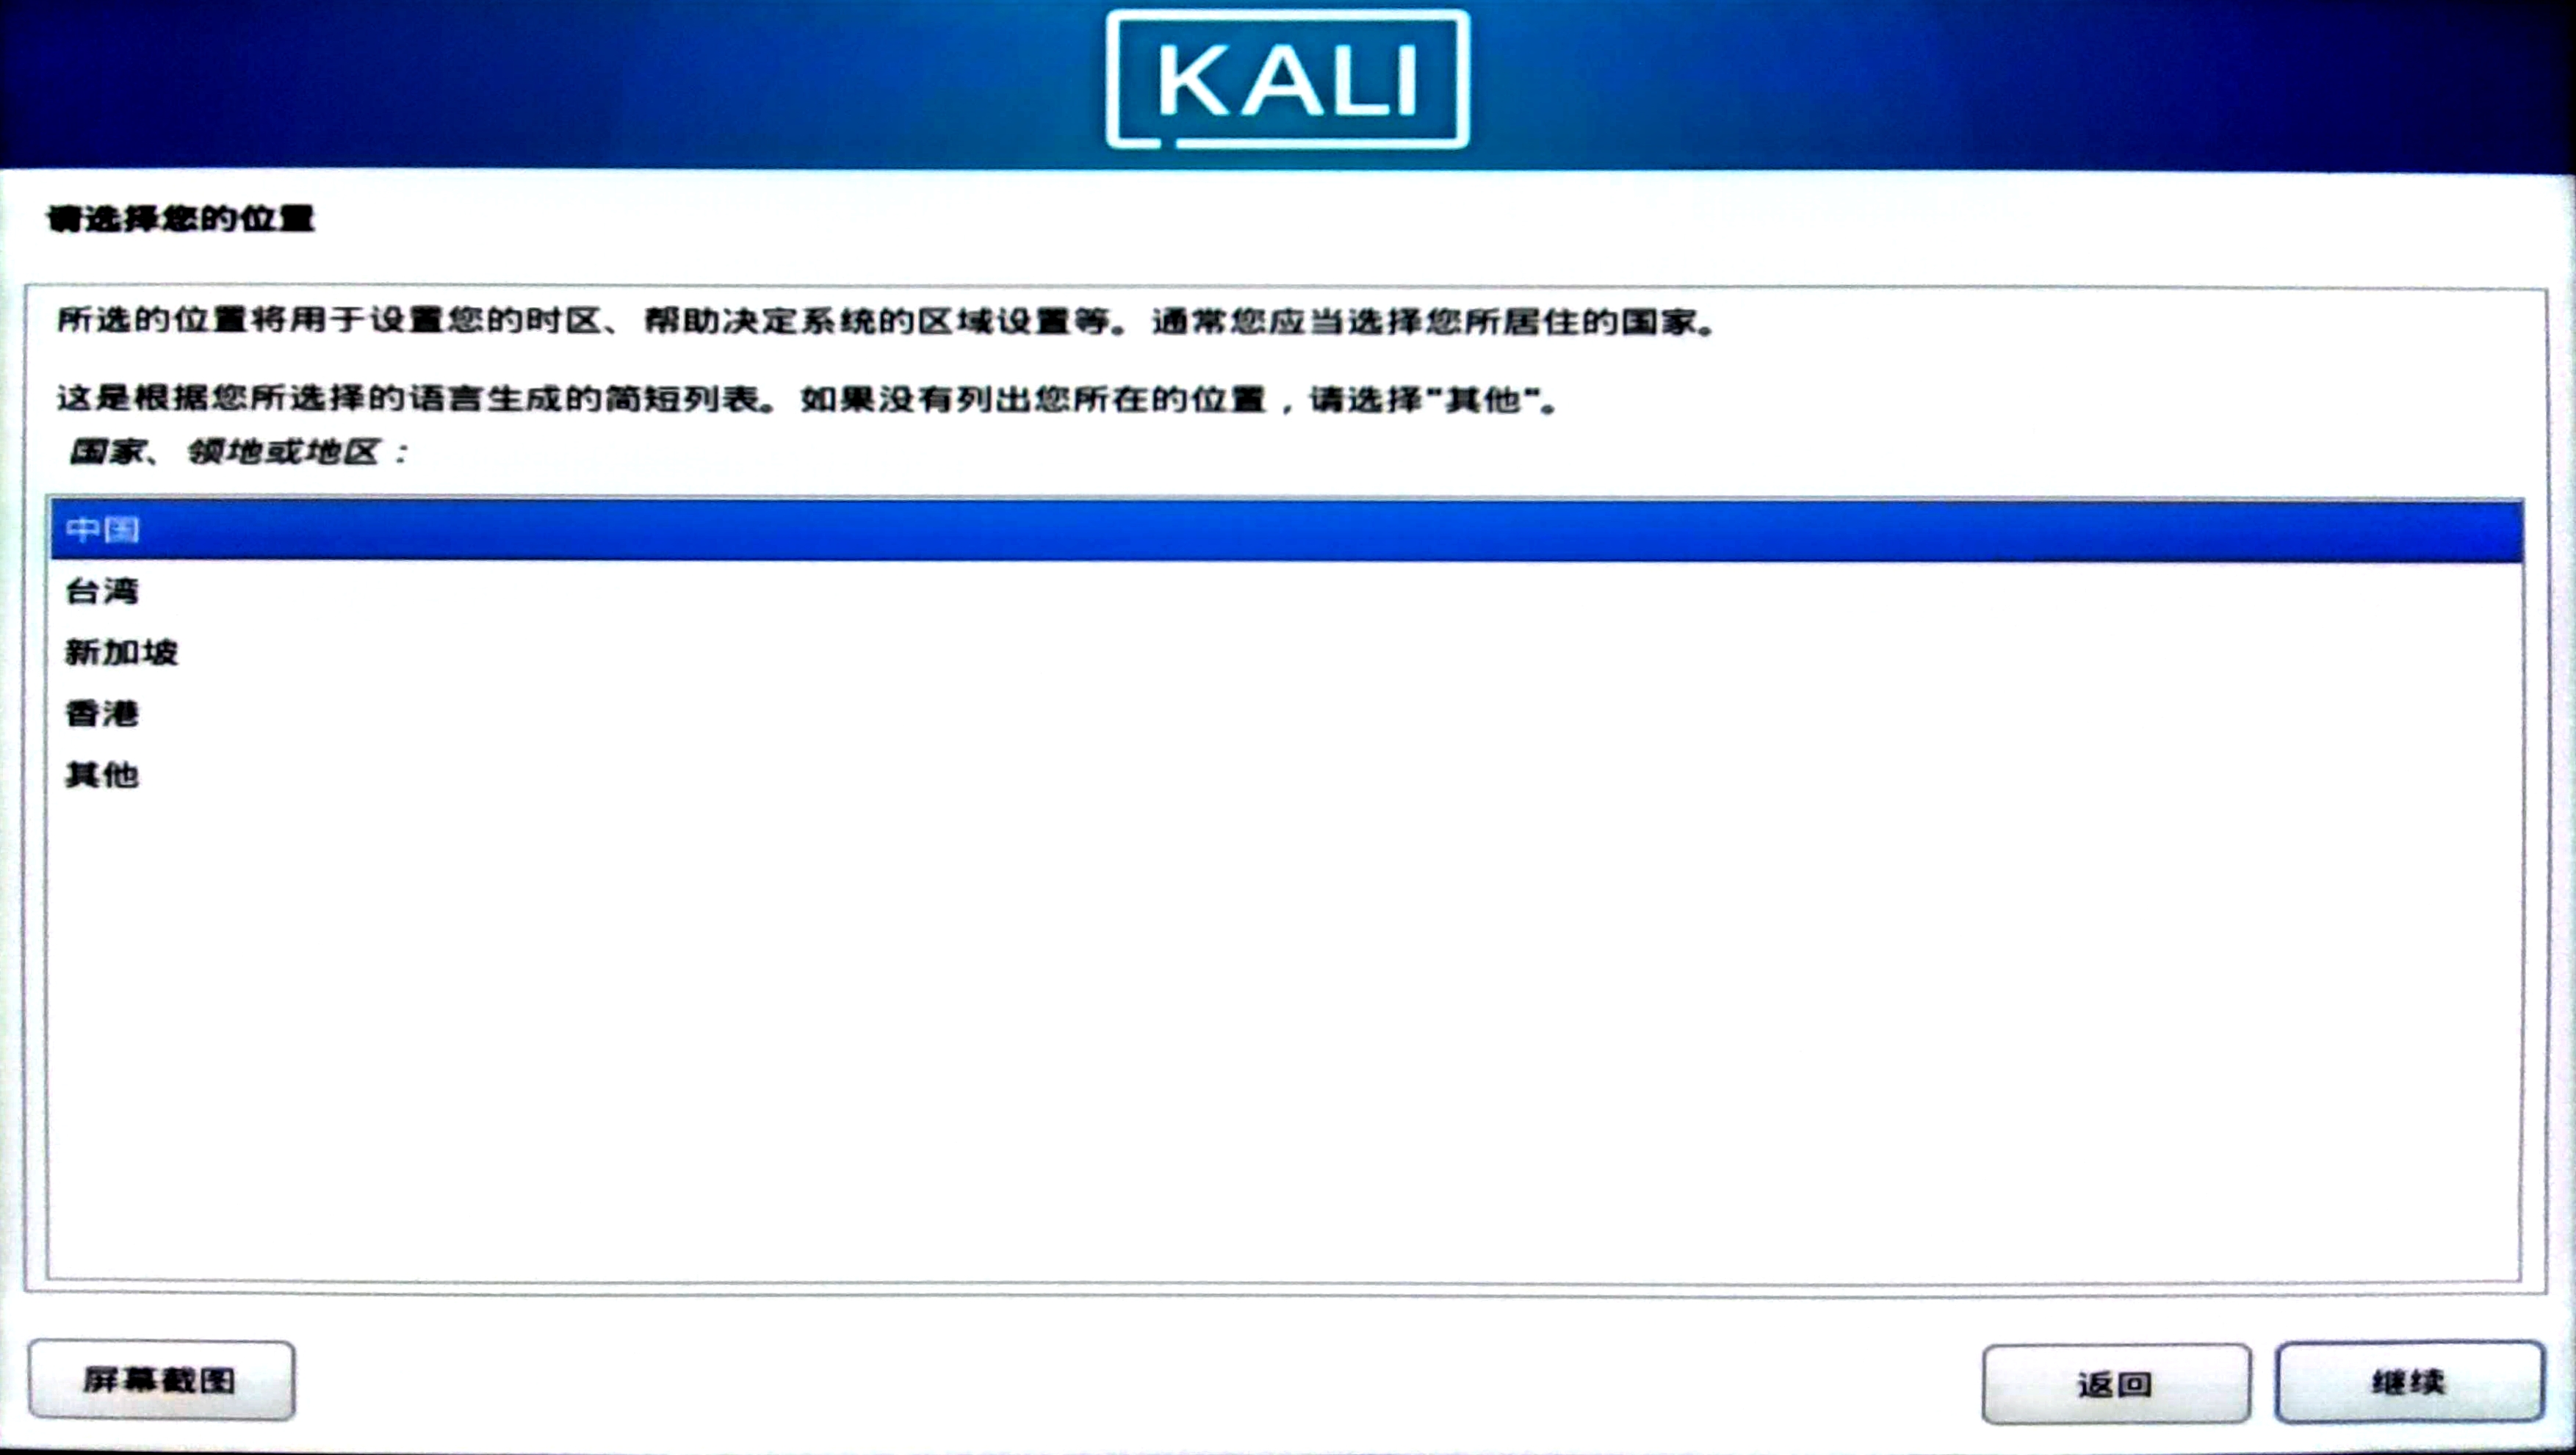 KALI
请选择您的位置
所选的位置将用于设置您的时区、帮助决定系统的区域设置等。通常您应当选择您所居住的国家。
这是根据您所选择的语言生成的简短列表。如果没有列出您所在的位置，请选择"其他"。
国家、领地或地区：
中国
台湾
新加坡
香港
其他
屏幕截图
返回
继续